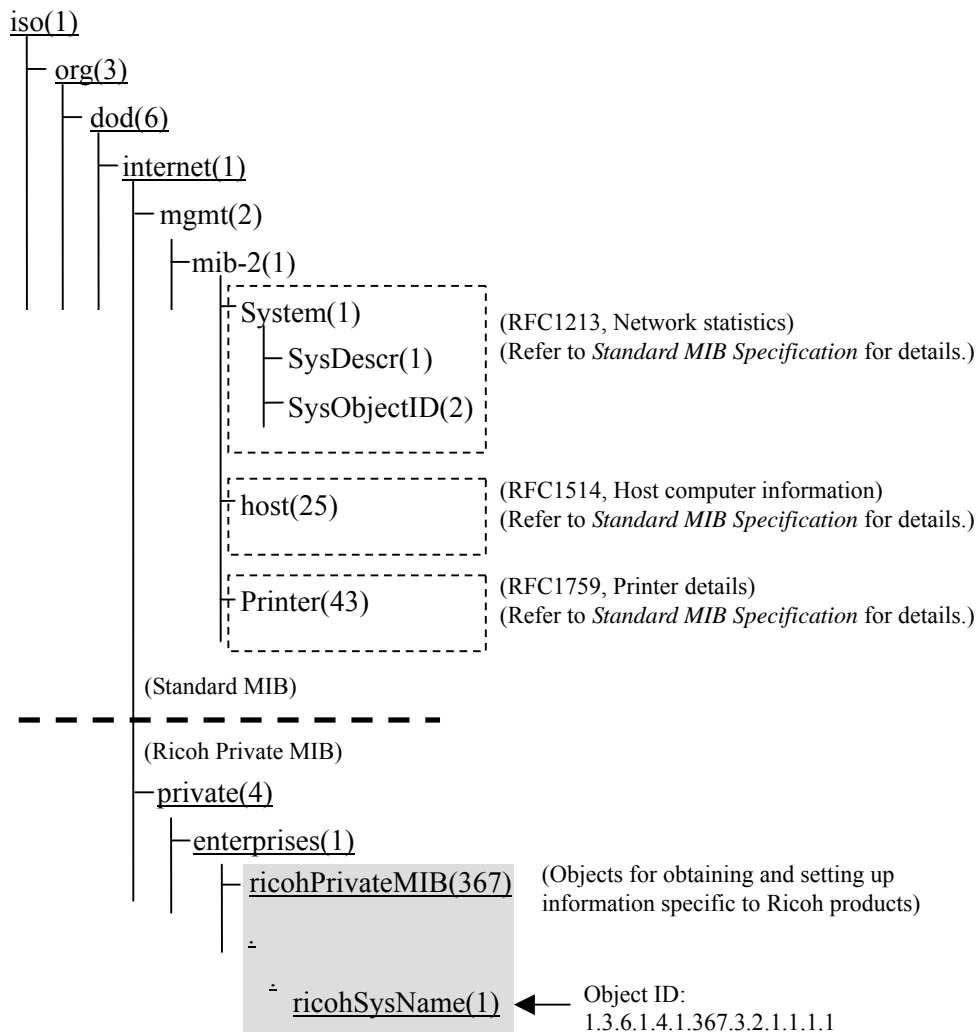 iso(1)
org(3)
dod(6)
internet(1)
mgmt(2)
mib-2(1)
System(1)
(RFC1213, Network statistics)
(Refer to Standard MIB Specification for details.)
SysDescr(1)
SysObjectID(2)
host(25)
(RFC1514, Host computer information)
(Refer to Standard MIB Specification for details.)
Printer(43)
(RFC1759, Printer details)
(Refer to Standard MIB Specification for details.)
(Standard MIB)
(Ricoh Private MIB)
private(4)
enterprises(1)
ricohPrivateMIB(367)
(Objects for obtaining and setting up
information specific to Ricoh products)
.
.
ricohSysName(1)
Object ID:
1.3.6.1.4.1.367.3.2.1.1.1.1